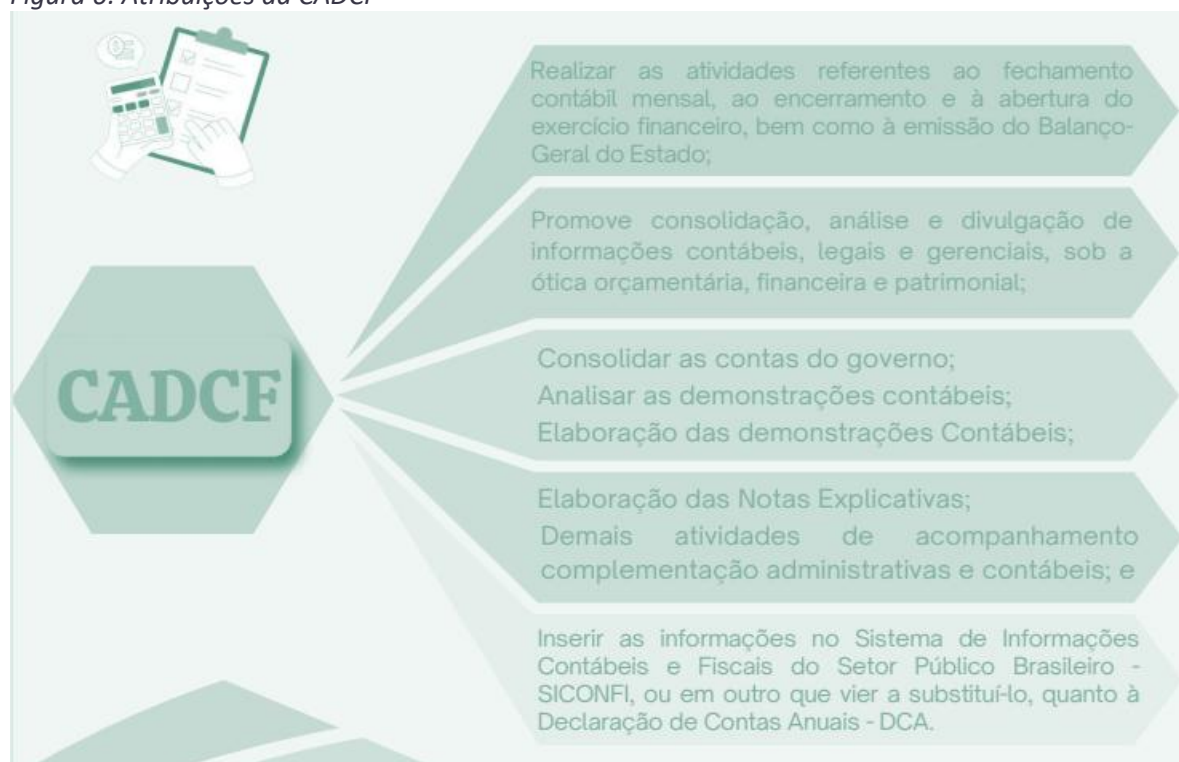 Realizar as atividades referentes ao fechamento
contábil mensal, ao encerramento e à abertura do
exercício financeiro, bem como à emissão do Balanço-
Geral do Estado;
Promove consolidação, análise e divulgação de
informações contábeis, legais e gerenciais, sob a
ótica orçamentária, financeira e patrimonial;
CADCF
Consolidar as contas do governo;
Analisar as demonstrações contábeis;
Elaboração das demonstrações Contábeis;
Elaboração das Notas Explicativas;
Demais atividades de acompanhamento
complementação administrativas e contábeis; e
Inserir as informações no Sistema de Informações
Contábeis e Fiscais do Setor Público Brasileiro -
SICONFI, ou em outro que vier a substituí-lo, quanto à
Declaração de Contas Anuais - DCA.